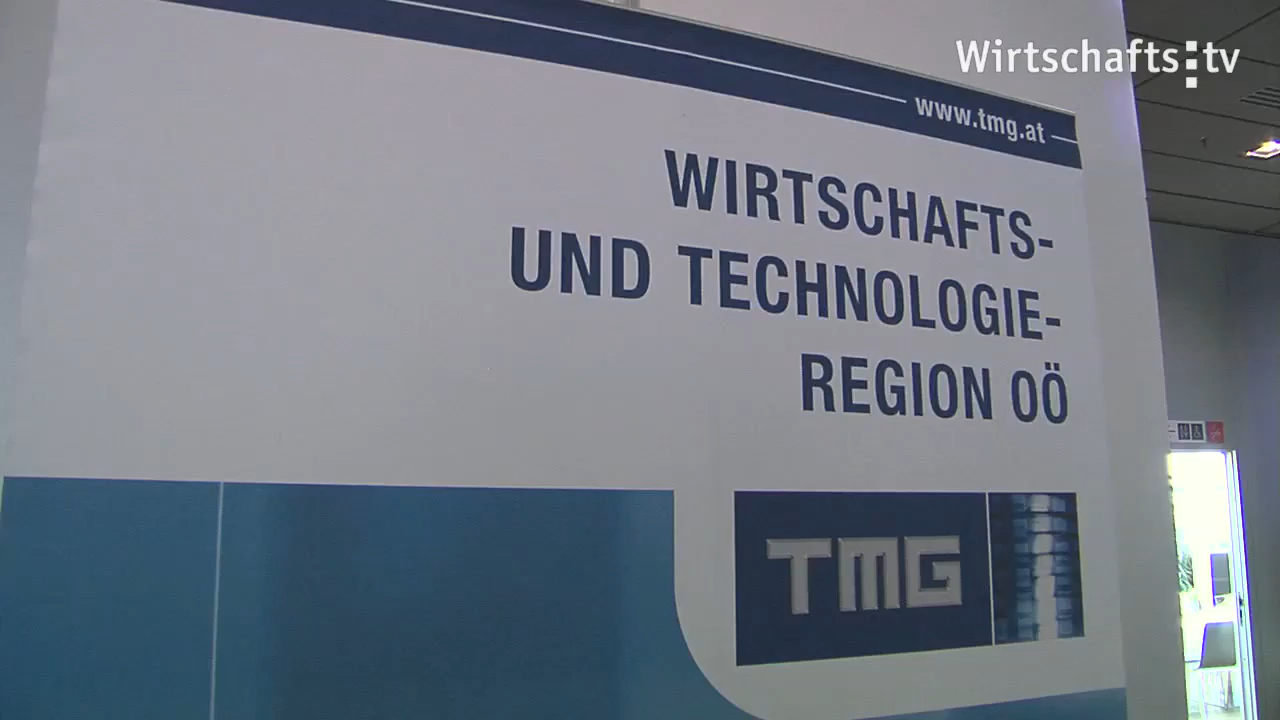 Wirtschafts:tv
www.tmg.at
WIRTSCHAFTS-
UND TECHNOLOGIE-
REGION OÖ
TMG